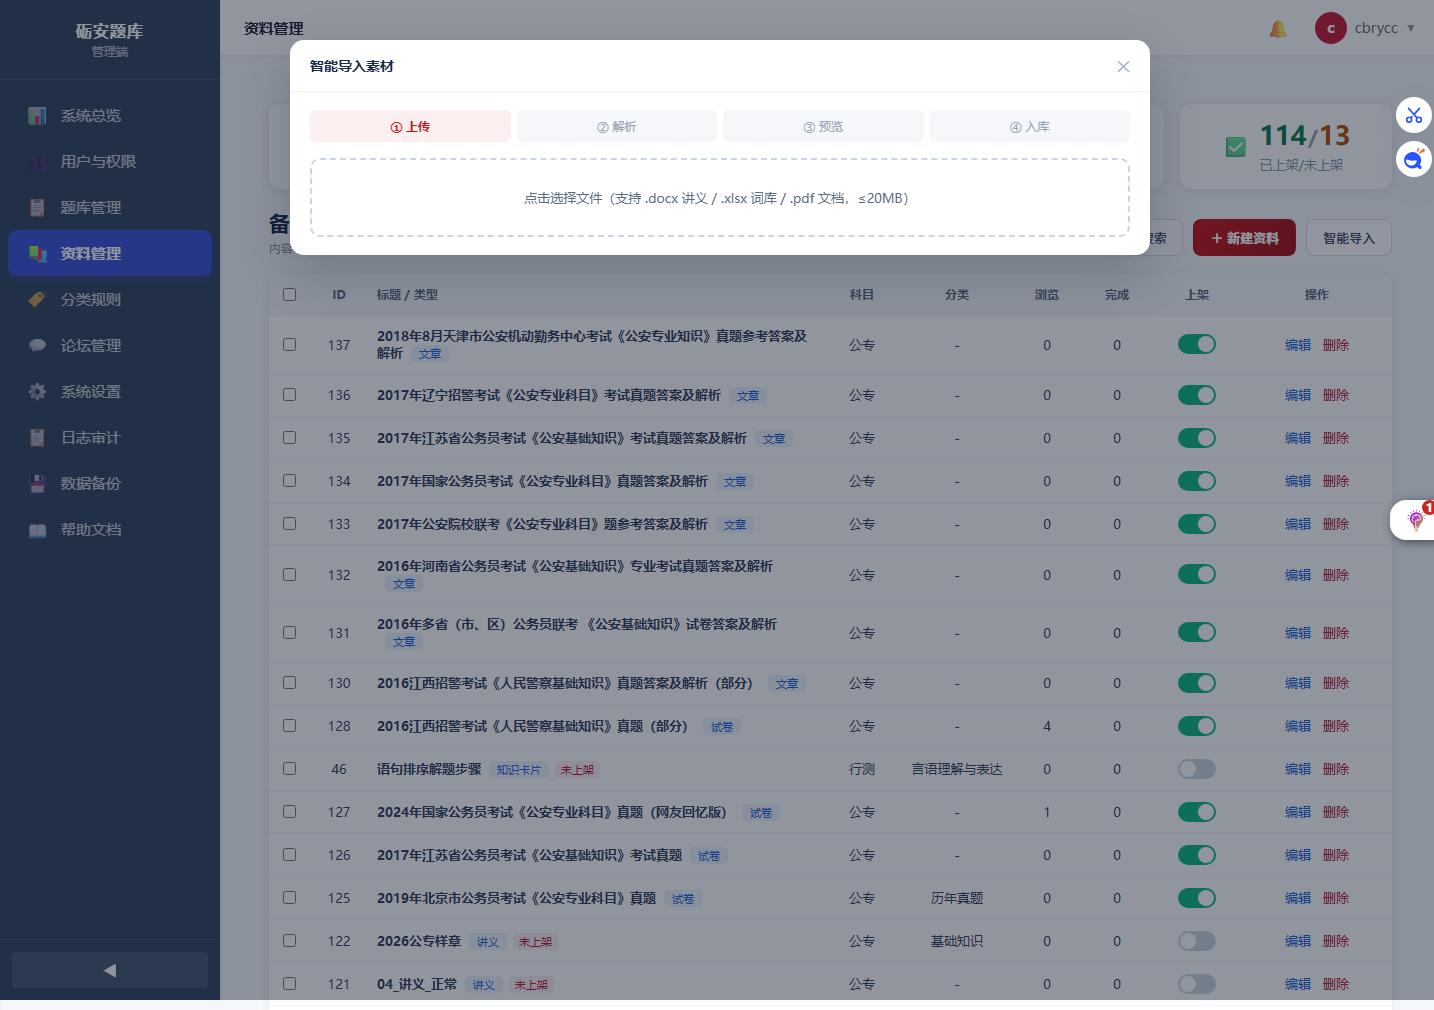 砺安题库
管理端
系统总览
用户与权限
题库管理
资料管理
分类规则
论坛管理
系统设置
日志审计
数据备份
帮助文档
资料管理
c cbrycc
智能导入素材
① 上传 ② 解析 ③ 预览 ④ 入库
点击选择文件（支持 .docx 讲义 / .xlsx 词库 / .pdf 文档，≤20MB）
114/13
已上架/未上架
备
内容
索
+ 新建资料
智能导入
1
ID 标题 / 类型 科目 分类 浏览 完成 上架 操作
137 2018年8月天津市公安机动勤务中心考试《公安专业知识》真题参考答案及
解析 文章 公专 - 0 0 编辑 删除
136 2017年辽宁招警考试《公安专业科目》考试真题答案及解析 文章 公专 - 0 0 编辑 删除
135 2017年江苏省公务员考试《公安基础知识》考试真题答案及解析 文章 公专 - 0 0 编辑 删除
134 2017年国家公务员考试《公安专业科目》真题答案及解析 文章 公专 - 0 0 编辑 删除
133 2017年公安院校联考《公安专业科目》题参考答案及解析 文章 公专 - 0 0 编辑 删除
132 2016年河南省公务员考试《公安基础知识》专业考试真题答案及解析
文章 公专 - 0 0 编辑 删除
131 2016年多省（市、区）公务员联考 《公安基础知识》试卷答案及解析
文章 公专 - 0 0 编辑 删除
130 2016江西招警考试《人民警察基础知识》真题答案及解析（部分） 文章 公专 - 0 0 编辑 删除
128 2016江西招警考试《人民警察基础知识》真题（部分） 试卷 公专 - 4 0 编辑 删除
46 语句排序解题步骤 知识卡片 未上架 行测 言语理解与表达 0 0 编辑 删除
127 2024年国家公务员考试《公安专业科目》真题（网友回忆版） 试卷 公专 - 1 0 编辑 删除
126 2017年江苏省公务员考试《公安基础知识》考试真题 试卷 公专 - 0 0 编辑 删除
125 2019年北京市公务员考试《公安专业科目》真题 试卷 公专 历年真题 0 0 编辑 删除
122 2026公专样章 讲义 未上架 公专 基础知识 0 0 编辑 删除
121 04_讲义_正常 讲义 未上架 公专 - 0 0 编辑 删除